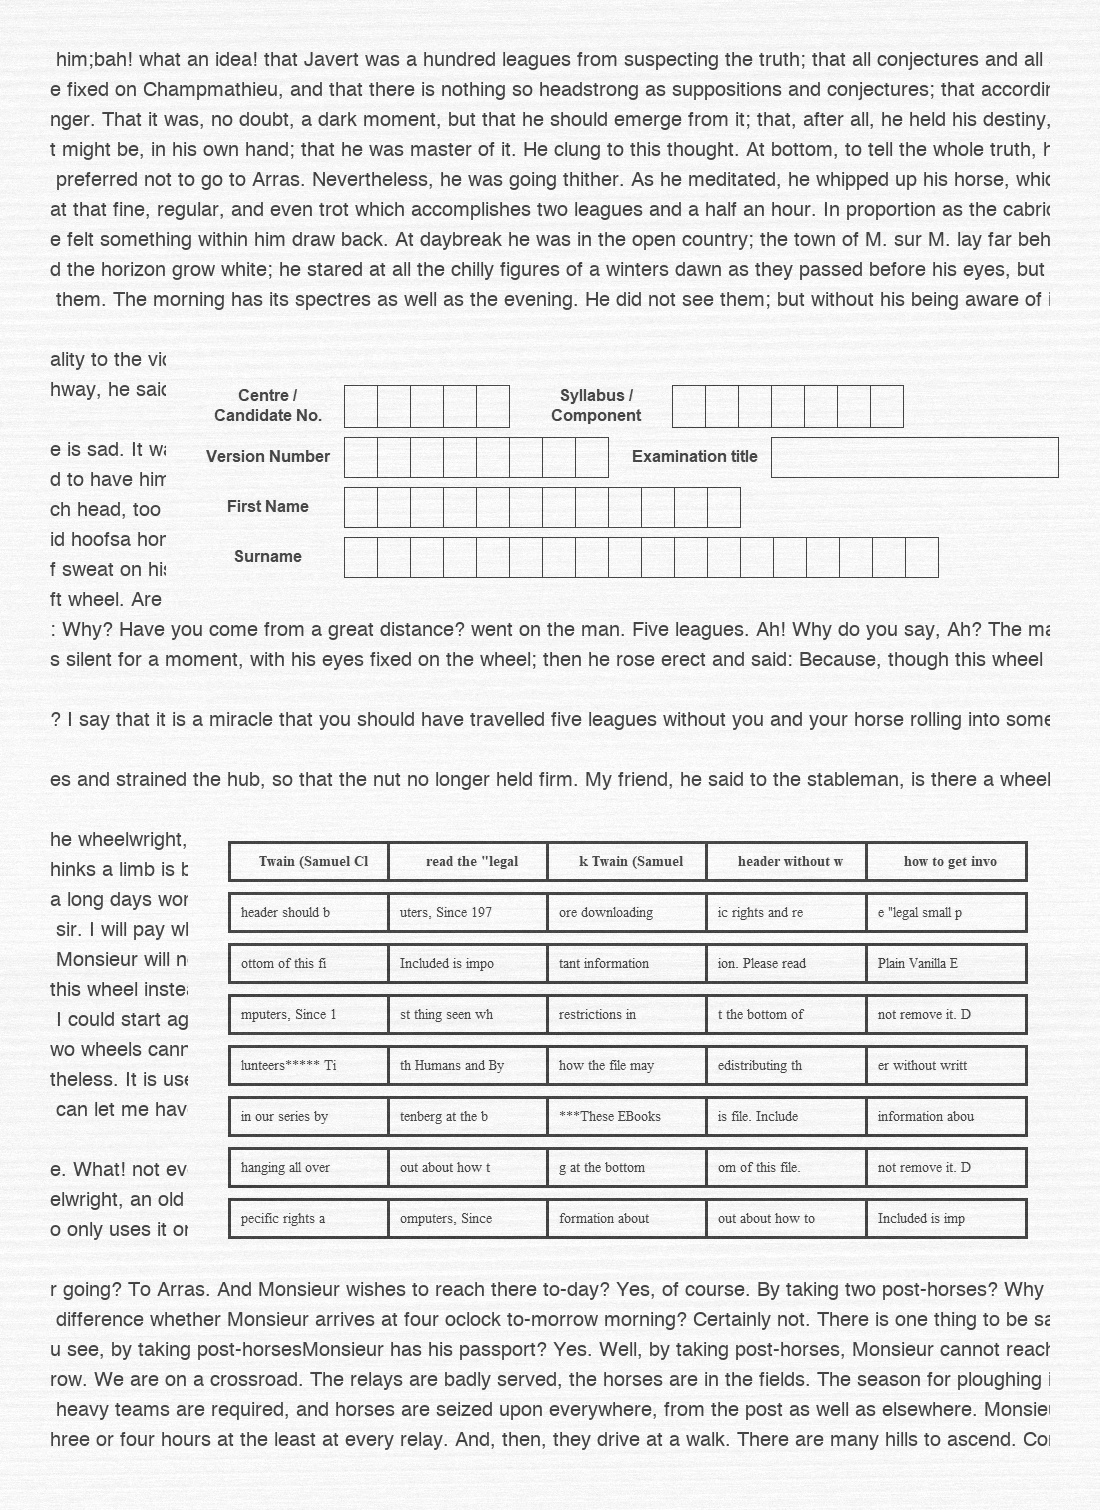 him;bah! what an idea! that Javert was a hundred leagues from suspecting the truth; that all conjectures and all
e fixed on Champmathieu, and that there is nothing so headstrong as suppositions and conjectures; that accordin
nger. That it was, no doubt, a dark moment, but that he should emerge from it; that, after all, he held his destiny,
t might be, in his own hand; that he was master of it. He clung to this thought. At bottom, to tell the whole truth, h
preferred not to go to Arras. Nevertheless, he was going thither. As he meditated, he whipped up his horse, whic
at that fine, regular, and even trot which accomplishes two leagues and a half an hour. In proportion as the cabrio
e felt something within him draw back. At daybreak he was in the open country; the town of M. sur M. lay far beh
d the horizon grow white; he stared at all the chilly figures of a winters dawn as they passed before his eyes, but
them. The morning has its spectres as well as the evening. He did not see them; but without his being aware of i
ality to the vic
hway, he said
Centre /
Candidate No.
Syllabus /
Component
e is sad. It wa
Version Number
Examination title
d to have him
ch head, too
First Name
id hoofsa hor
f sweat on his
Surname
ft wheel. Are
: Why? Have you come from a great distance? went on the man. Five leagues. Ah! Why do you say, Ah? The ma
s silent for a moment, with his eyes fixed on the wheel; then he rose erect and said: Because, though this wheel
? I say that it is a miracle that you should have travelled five leagues without you and your horse rolling into some
es and strained the hub, so that the nut no longer held firm. My friend, he said to the stableman, is there a wheel
he wheelwright,
hinks a limb is b
a long days wor
sir. I will pay wh
Monsieur will n
this wheel instea
I could start ag
wo wheels cann
theless. It is use
can let me hav
e. What! not ev
elwright, an old
o only uses it on
Twain (Samuel Cl read the "legal k Twain (Samuel header without w how to get invo
header should b uters, Since 197 ore downloading ic rights and re e "legal small p
ottom of this fi Included is impo tant information ion. Please read Plain Vanilla E
mputers, Since 1 st thing seen wh restrictions in t the bottom of not remove it. D
lunteers***** Ti th Humans and By how the file may edistributing th er without writt
in our series by tenberg at the b ***These EBooks is file. Include information abou
hanging all over out about how t g at the bottom om of this file. not remove it. D
pecific rights a omputers, Since formation about out about how to Included is imp
r going? To Arras. And Monsieur wishes to reach there to-day? Yes, of course. By taking two post-horses? Why
difference whether Monsieur arrives at four oclock to-morrow morning? Certainly not. There is one thing to be sa
u see, by taking post-horsesMonsieur has his passport? Yes. Well, by taking post-horses, Monsieur cannot reach
row. We are on a crossroad. The relays are badly served, the horses are in the fields. The season for ploughing i
heavy teams are required, and horses are seized upon everywhere, from the post as well as elsewhere. Monsieu
hree or four hours at the least at every relay. And, then, they drive at a walk. There are many hills to ascend. Co